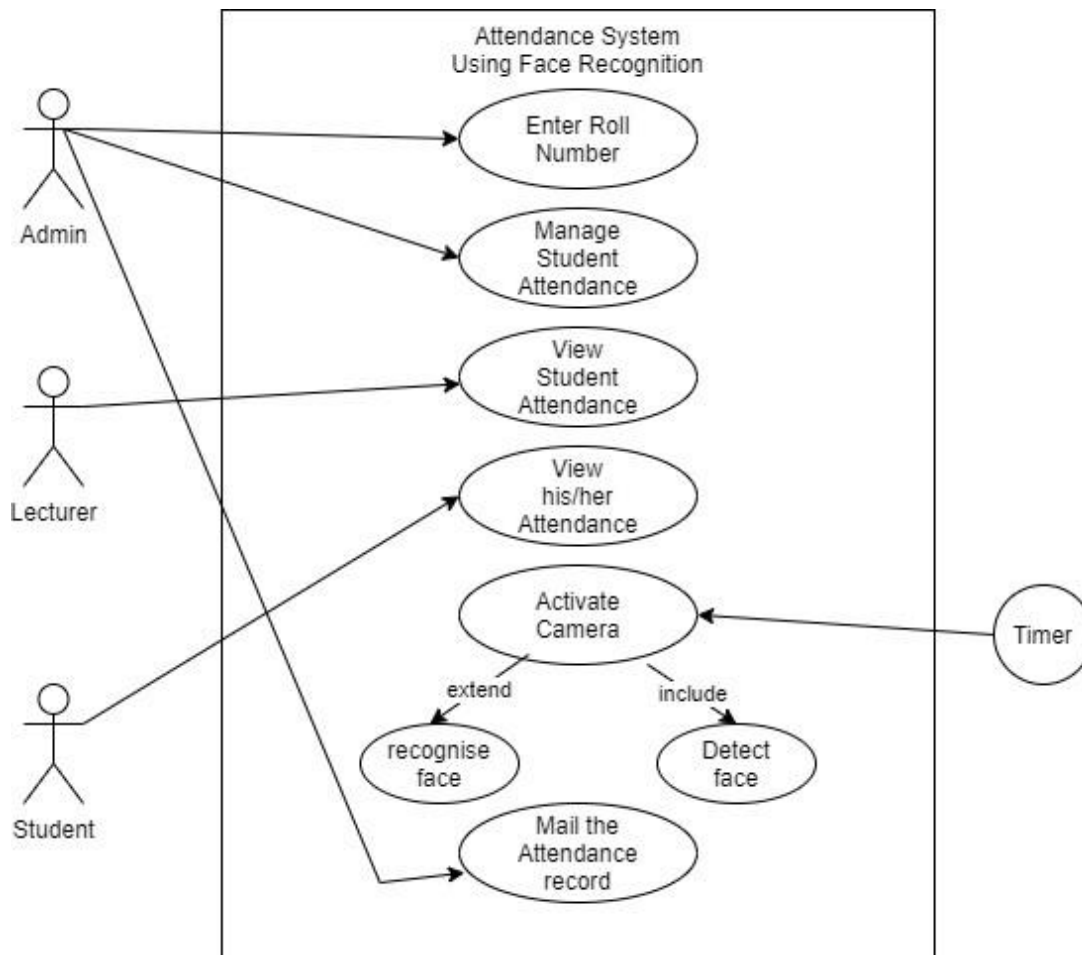 Attendance System
Using Face Recognition
Enter Roll
Number
Admin
Manage
Student
Attendance
View
Student
Attendance
Lecturer
View
his/her
Attendance
Activate
Camera
Timer
extend
include
recognise
face
Detect
face
Student
Mail the
Attendance
record